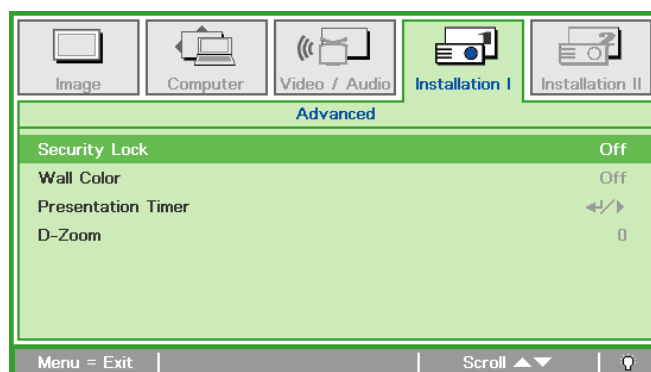 Image Computer Video / Audio Installation I Installation II
Advanced
Security Lock Off
Wall Color Off
Presentation Timer
D-Zoom 0
Menu = Exit Scroll